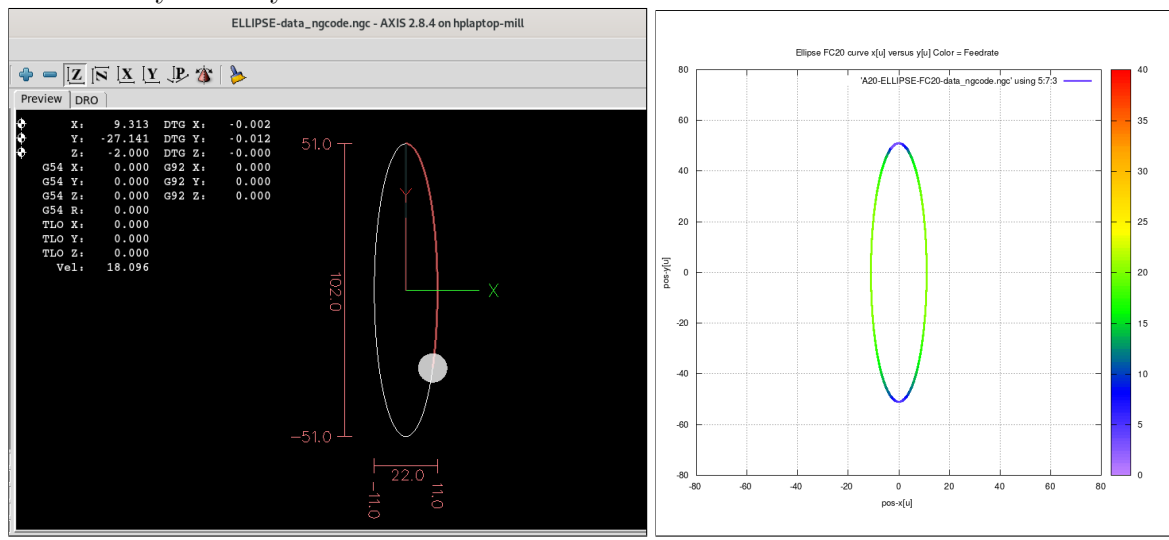 ELLIPSE-data_ngcode.ngc - AXIS 2.8.4 on hplaptop-mill
Z N X Y P
Preview DRO
X: 9.313 DTG X: -0.002
Y: -27.141 DTG Y: -0.012
Z: -2.000 DTG Z: -0.000
G54 X: 0.000 G92 X: 0.000
G54 Y: 0.000 G92 Y: 0.000
G54 Z: 0.000 G92 Z: 0.000
G54 R: 0.000
TLO X: 0.000
TLO Y: 0.000
TLO Z: 0.000
Vel: 18.096
51.0
Y
102.0
X
-51.0
22.0
-11.0
11.0
Ellipse FC20 curve x[u] versus y[u] Color = Feedrate
'A20-ELLIPSE-FC20-data_ngcode.ngc' using 5:7:3
80
60
40
20
0
-20
-40
-60
-80
pos-y[u]
-80 -60 -40 -20 0 20 40 60 80
pos-x[u]
40
35
30
25
20
15
10
5
0